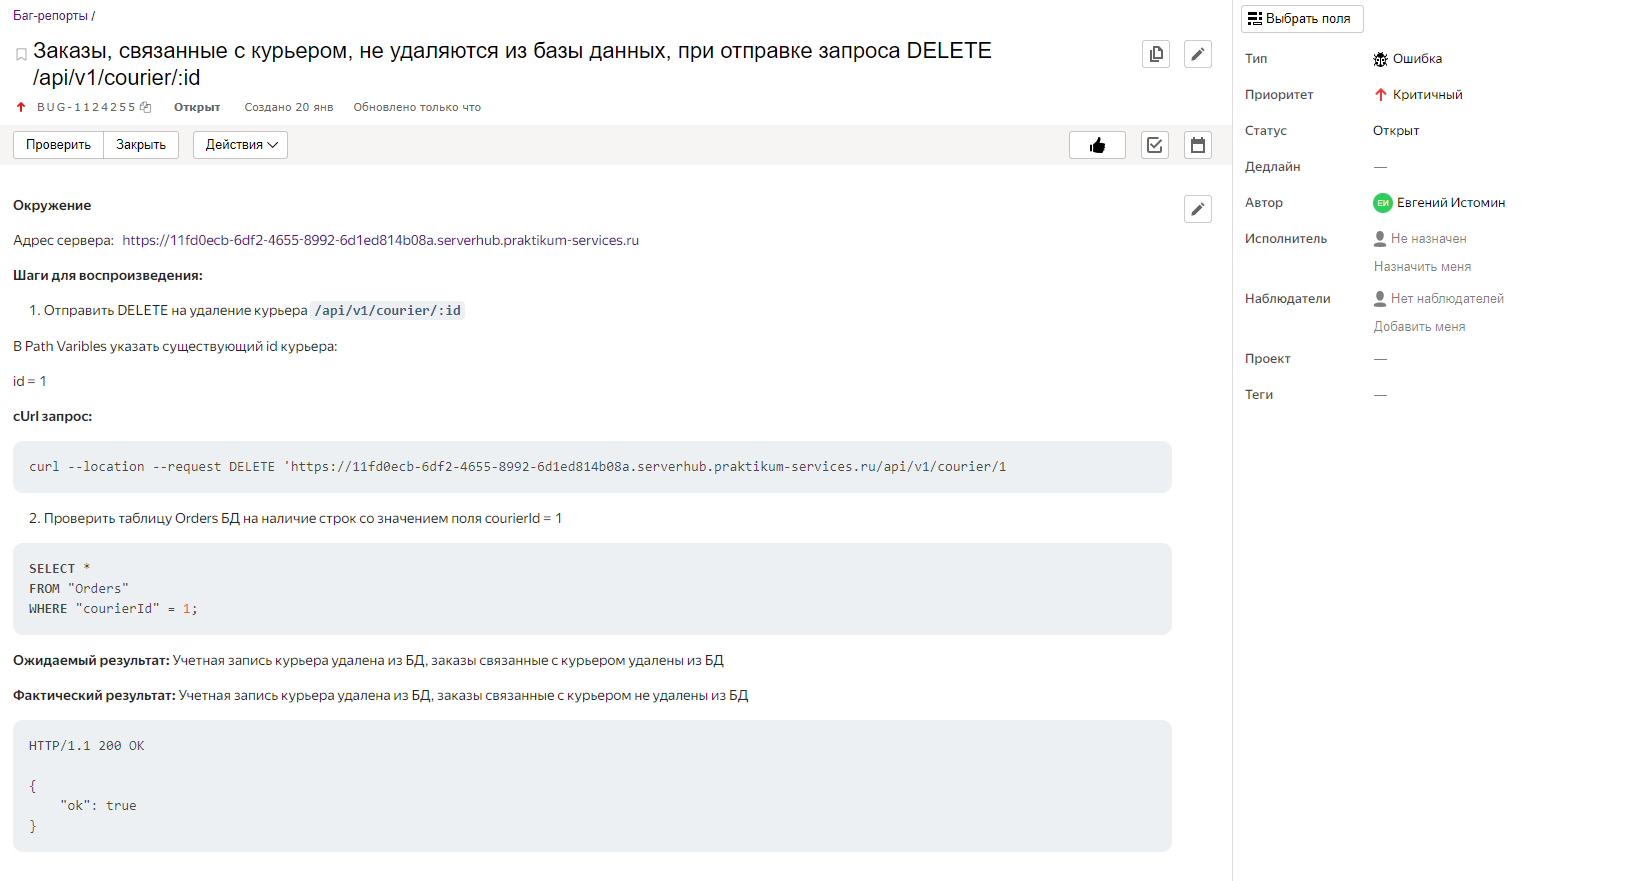 Баг-репорты /
Заказы, связанные с курьером, не удаляются из базы данных, при отправке запроса DELETE
/api/v1/courier/:id
BUG-1124255 Открыт Создано 20 янв Обновлено только что
Проверить Закрыть Действия
Окружение
Адрес сервера: https://11fd0ecb-6df2-4655-8992-6d1ed814b08a.serverhub.praktikum-services.ru
Шаги для воспроизведения:
1. Отправить DELETE на удаление курьера /api/v1/courier/:id
В Path Varibles указать существующий id курьера:
id = 1
cUrl запрос:
curl --location --request DELETE 'https://11fd0ecb-6df2-4655-8992-6d1ed814b08a.serverhub.praktikum-services.ru/api/v1/courier/1
2. Проверить таблицу Orders БД на наличие строк со значением поля courierId = 1
SELECT *
FROM "Orders"
WHERE "courierId" = 1;
Ожидаемый результат: Учетная запись курьера удалена из БД, заказы связанные с курьером удалены из БД
Фактический результат: Учетная запись курьера удалена из БД, заказы связанные с курьером не удалены из БД
HTTP/1.1 200 OK
{
"ok": true
}
Выбрать поля
Тип Ошибка
Приоритет Критичный
Статус Открыт
Дедлайн —
Автор ЕИ Евгений Истомин
Исполнитель Не назначен
Назначить меня
Наблюдатели Нет наблюдателей
Добавить меня
Проект —
Теги —